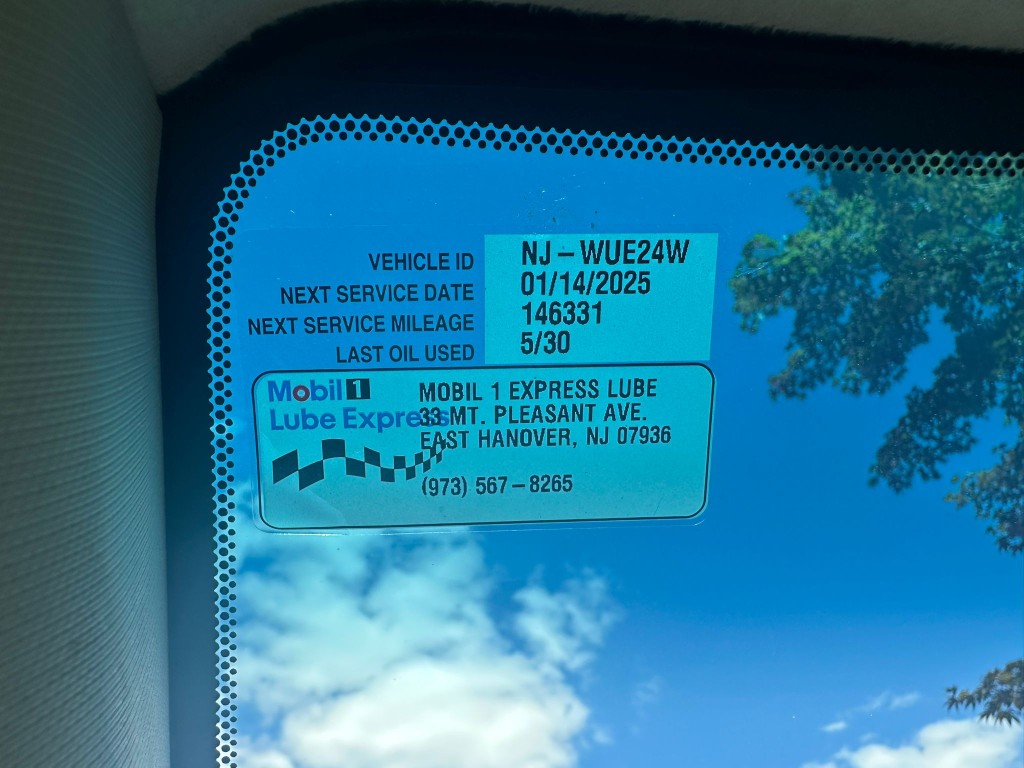 VEHICLE ID NJ – WUE24W
NEXT SERVICE DATE 01/14/2025
NEXT SERVICE MILEAGE 146331
LAST OIL USED 5/30
Mobil 1
Lube Express
MOBIL 1 EXPRESS LUBE
33 MT. PLEASANT AVE.
EAST HANOVER, NJ 07936
(973) 567–8265